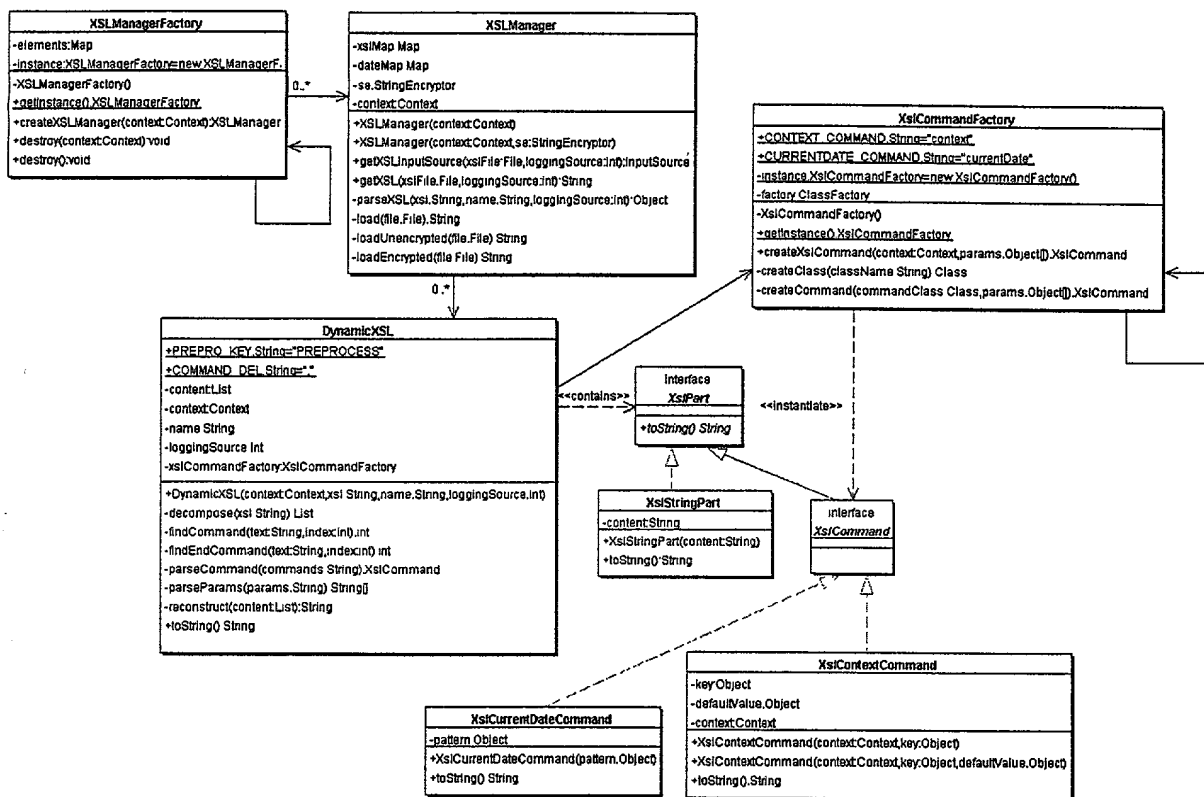 XSLManagerFactory
-elements:Map
-instance:XSLManagerFactory=new XSLManagerF.
-XSLManagerFactory()
+getInstance().XSLManagerFactory
+createXSLManager(context:Context):XSLManager
+destroy(context:Context):void
+destroy():void
0..*
XSLManager
-xslMap Map
-dateMap Map
-se.StringEncryptor
-context:Context
+XSLManager(context:Context)
+XSLManager(context:Context,se:StringEncryptor)
+getXSLInputSource(xslFile:File,loggingSource:int):InputSource
+getXSL(xslFile.File,loggingSource:int):String
-parseXSL(xsl.String,name.String,loggingSource:int):Object
-load(file.File).String
-loadUnencrypted(file.File) String
-loadEncrypted(file File) String
0..*
XslCommandFactory
+CONTEXT_COMMAND.String="context"
+CURRENTDATE_COMMAND.String="currentDate"
-instance.XslCommandFactory=new XslCommandFactory()
-factory.ClassFactory
-XslCommandFactory()
+getInstance().XslCommandFactory
+createXslCommand(context:Context,params.Object[]).XslCommand
-createClass(className String) Class
-createCommand(commandClass Class,params.Object[]).XslCommand
DynamicXSL
+PREPRO_KEY.String="PREPROCESS"
+COMMAND_DEL.String=","
-content:List
-context:Context
-name String
-loggingSource int
-xslCommandFactory:XslCommandFactory
+DynamicXSL(context:Context,xsl String,name.String,loggingSource.int)
-decompose(xsl String) List
-findCommand(text:String,index:int).int
-findEndCommand(text:String,index:int) int
-parseCommand(commands String).XslCommand
-parseParams(params.String) String[]
-reconstruct(content:List):String
+toString() String
<<contains>>
interface
XslPart
+toString() String
<<instantiate>>
XslStringPart
-content:String
+XslStringPart(content:String)
+toString():String
interface
XslCommand
XslCurrentDateCommand
-pattern.Object
+XslCurrentDateCommand(pattern.Object)
+toString() String
XslContextCommand
-key:Object
-defaultValue.Object
-context:Context
+XslContextCommand(context:Context,key:Object)
+XslContextCommand(context:Context,key:Object,defaultValue.Object)
+toString().String